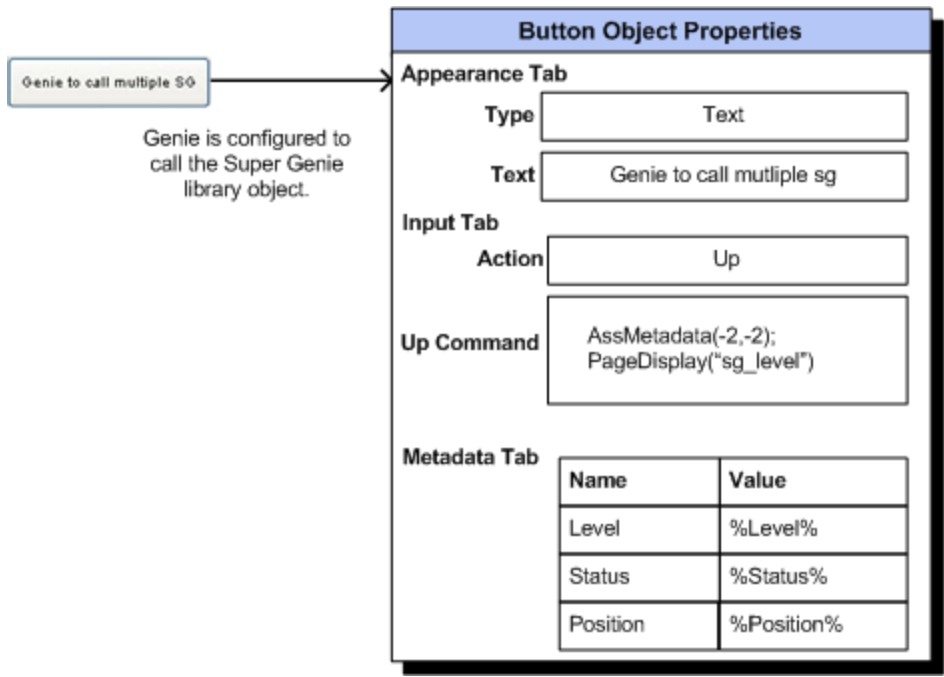 Button Object Properties
Genie to call multiple SG
Genie is configured to
call the Super Genie
library object.
Appearance Tab
Type Text
Text Genie to call mutliple sg
Input Tab
Action Up
Up Command
AssMetadata(-2,-2);
PageDisplay(“sg_level”)
Metadata Tab
Name Value
Level %Level%
Status %Status%
Position %Position%